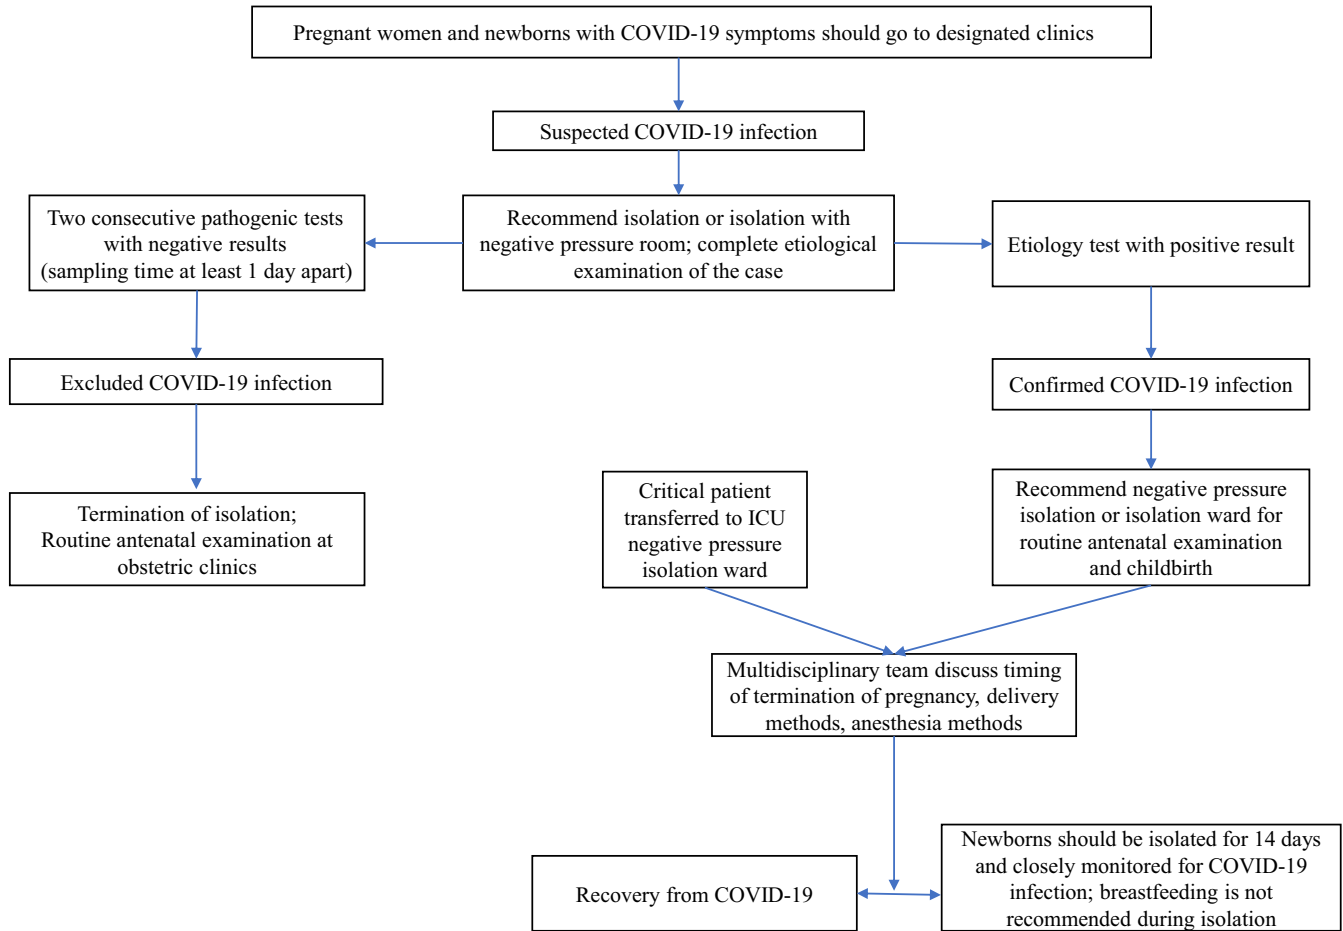 Pregnant women and newborns with COVID-19 symptoms should go to designated clinics
Suspected COVID-19 infection
Two consecutive pathogenic tests
with negative results
(sampling time at least 1 day apart)
Recommend isolation or isolation with
negative pressure room; complete etiological
examination of the case
Etiology test with positive result
Excluded COVID-19 infection
Confirmed COVID-19 infection
Termination of isolation;
Routine antenatal examination at
obstetric clinics
Critical patient
transferred to ICU
negative pressure
isolation ward
Recommend negative pressure
isolation or isolation ward for
routine antenatal examination
and childbirth
Multidisciplinary team discuss timing
of termination of pregnancy, delivery
methods, anesthesia methods
Recovery from COVID-19
Newborns should be isolated for 14 days
and closely monitored for COVID-19
infection; breastfeeding is not
recommended during isolation